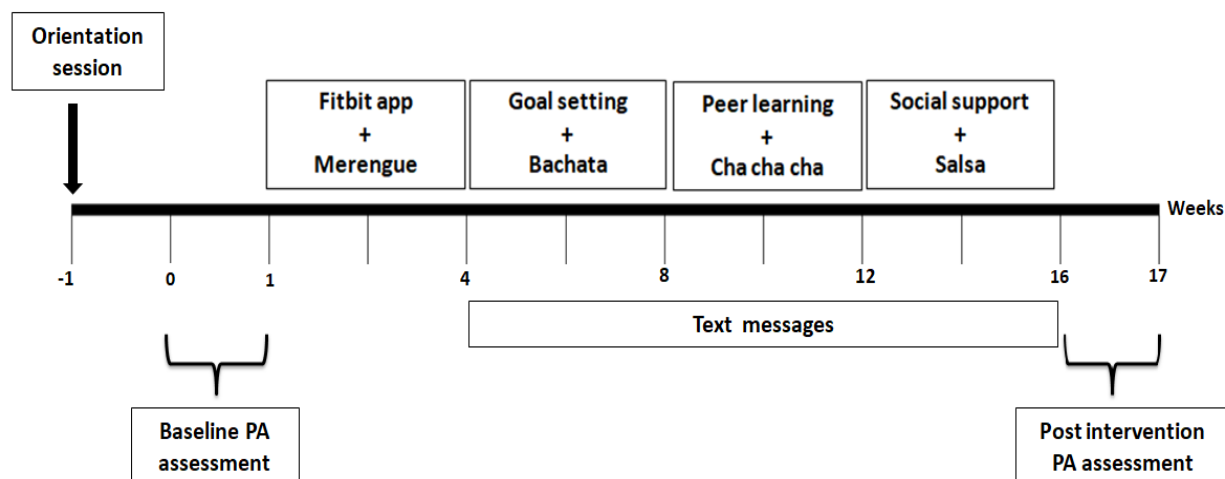 Orientation
session
Fitbit app
+
Merengue
Goal setting
+
Bachata
Peer learning
+
Cha cha cha
Social support
+
Salsa
Weeks
-1 0 1 4 8 12 16 17
Text messages
Baseline PA
assessment
Post intervention
PA assessment